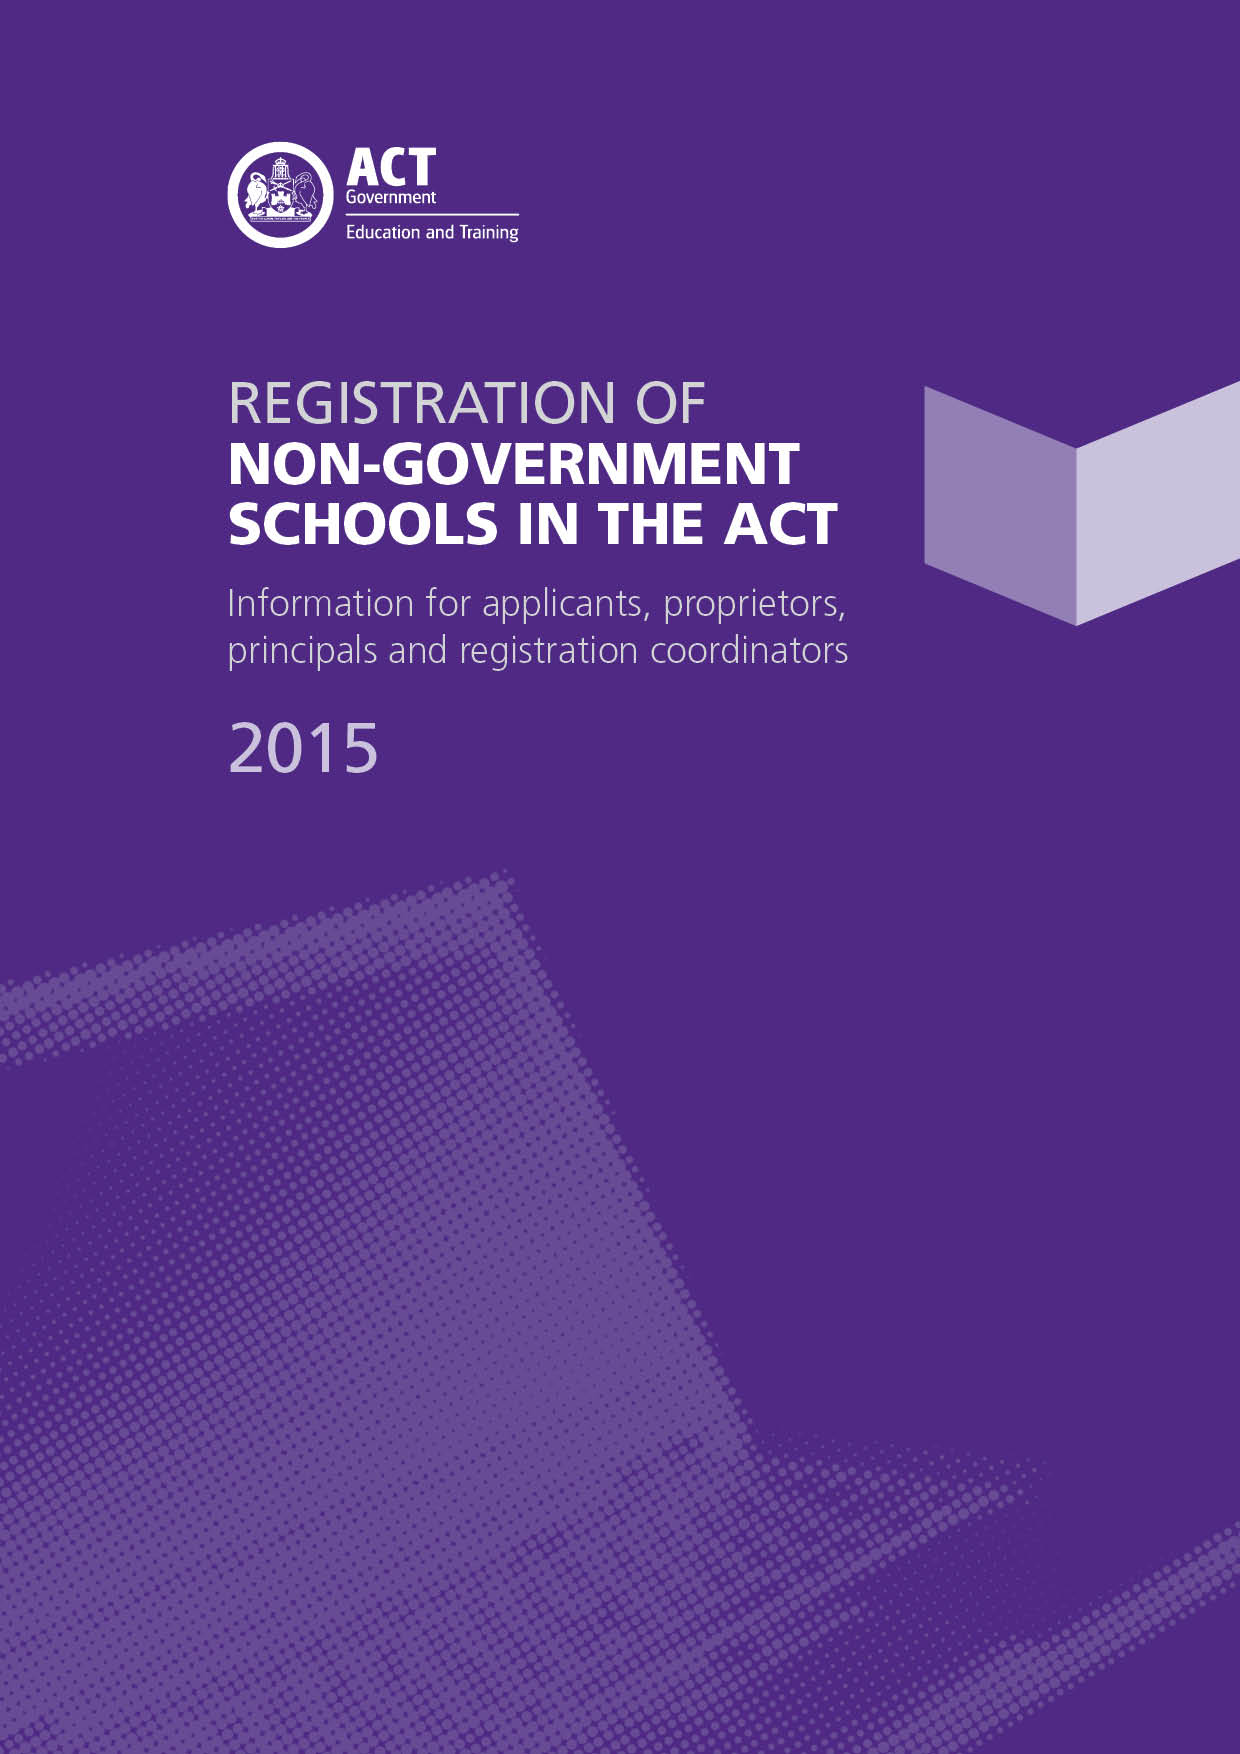 ACT
Government
Education and Training
REGISTRATION OF
NON-GOVERNMENT
SCHOOLS IN THE ACT
Information for applicants, proprietors,
principals and registration coordinators
2015